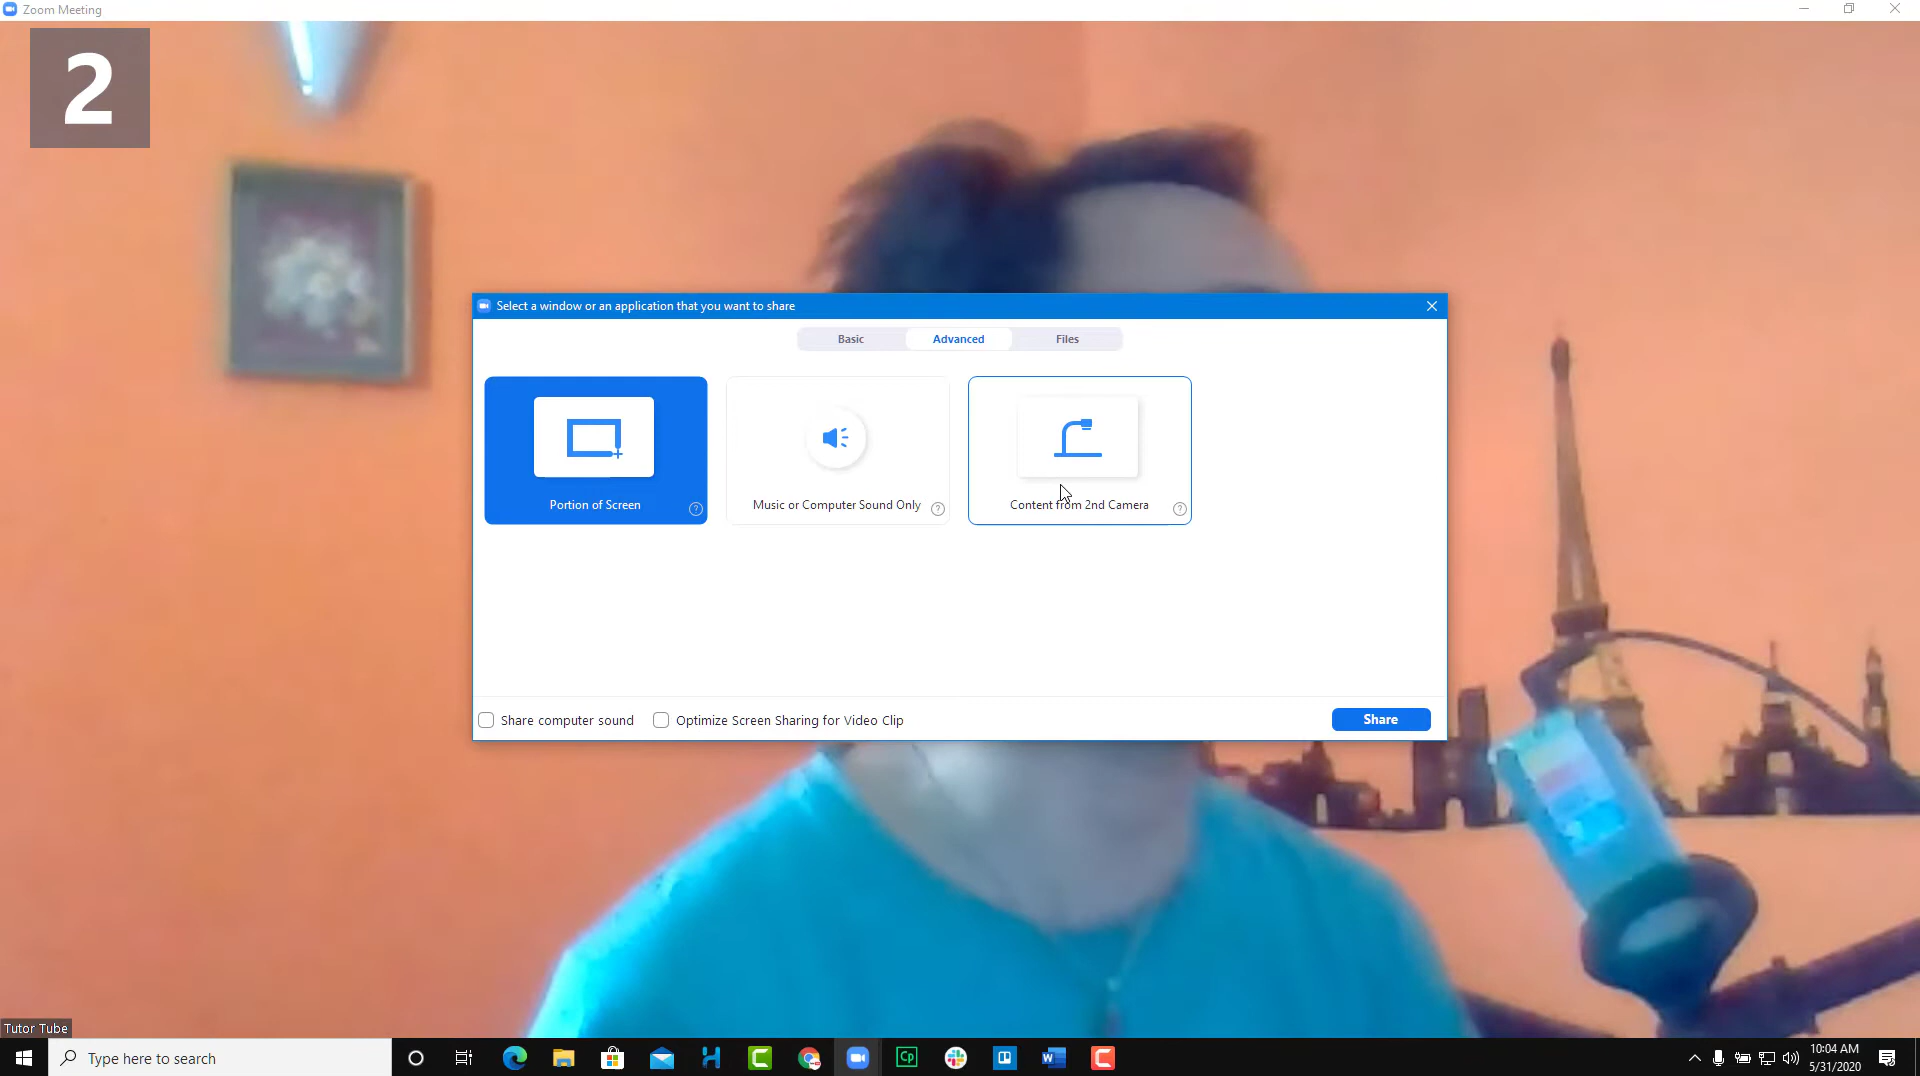 Zoom Meeting
2
Select a window or an application that you want to share
Basic
Advanced
Files
Portion of Screen
?
Music or Computer Sound Only
?
Content from 2nd Camera
?
Share computer sound
Optimize Screen Sharing for Video Clip
Share
Tutor Tube
Type here to search
Cp
W
10:04 AM
5/31/2020